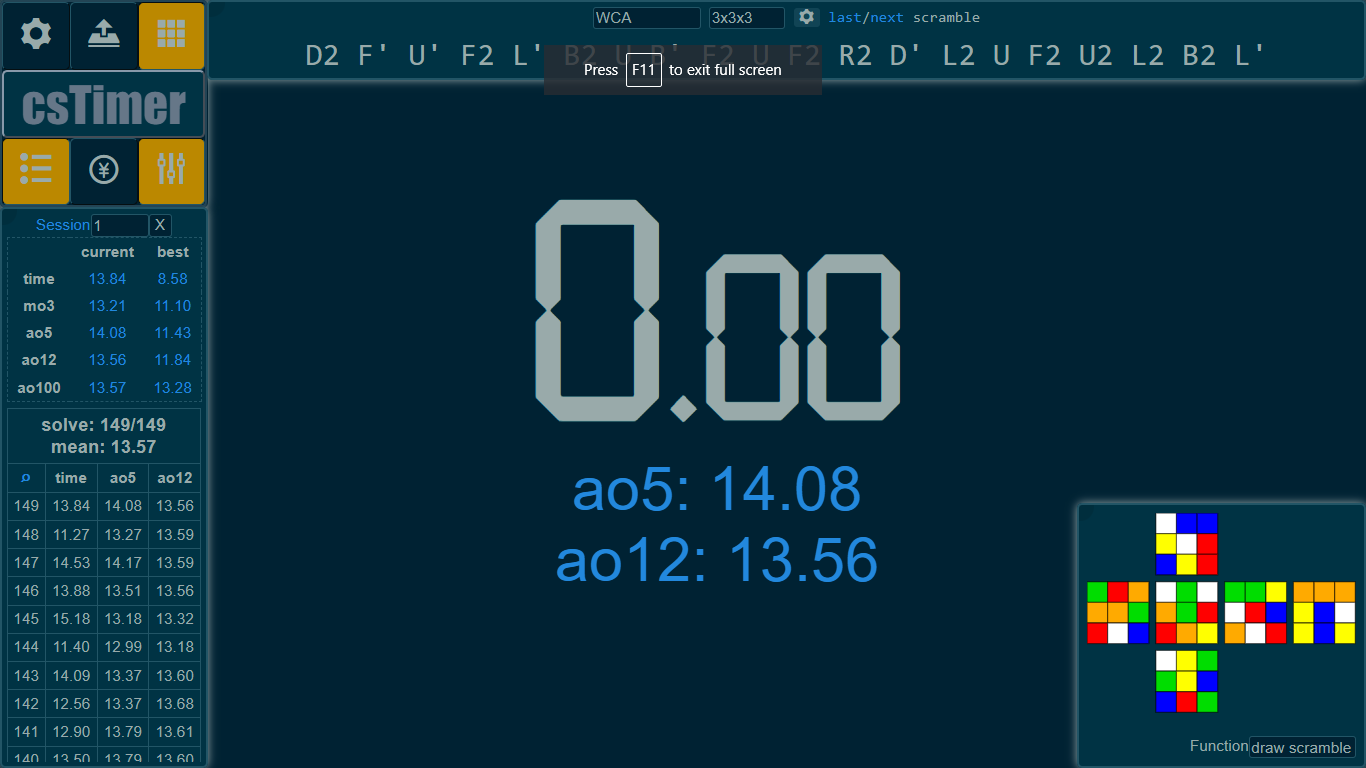 WCA 3x3x3 last/next scramble
D2 F' U' F2 L' B2 U B' F2 U F2 R2 D' L2 U F2 U2 L2 B2 L'
Press F11 to exit full screen
csTimer
Session 1 X
current best
time 13.84 8.58
mo3 13.21 11.10
ao5 14.08 11.43
ao12 13.56 11.84
ao100 13.57 13.28
solve: 149/149
mean: 13.57
time ao5 ao12
149 13.84 14.08 13.56
148 11.27 13.27 13.59
147 14.53 14.17 13.59
146 13.88 13.51 13.56
145 15.18 13.18 13.32
144 11.40 12.99 13.18
143 14.09 13.37 13.60
142 12.56 13.37 13.68
141 12.90 13.79 13.61
140 13.50 13.79 13.60
0.00
ao5: 14.08
ao12: 13.56
Function draw scramble